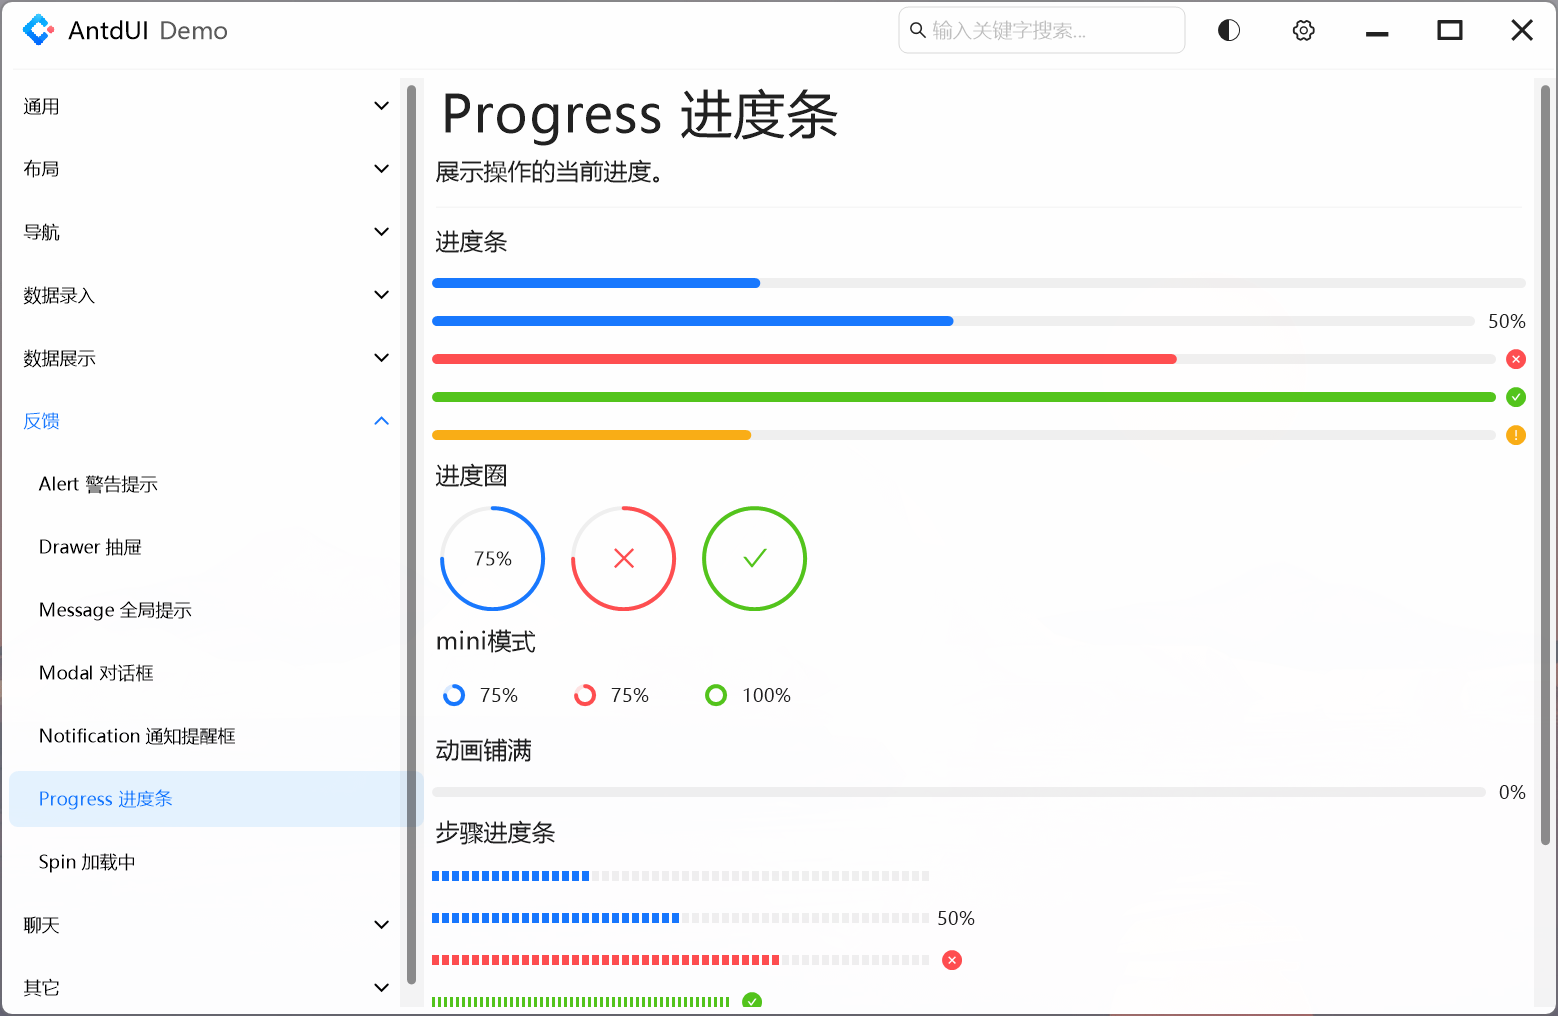 AntdUI Demo
输入关键字搜索...
通用
布局
导航
数据录入
数据展示
反馈
Alert 警告提示
Drawer 抽屉
Message 全局提示
Modal 对话框
Notification 通知提醒框
Progress 进度条
Spin 加载中
聊天
其它
Progress 进度条
展示操作的当前进度。
进度条
50%
进度圈
75%
mini模式
75% 75% 100%
动画铺满
0%
步骤进度条
50%